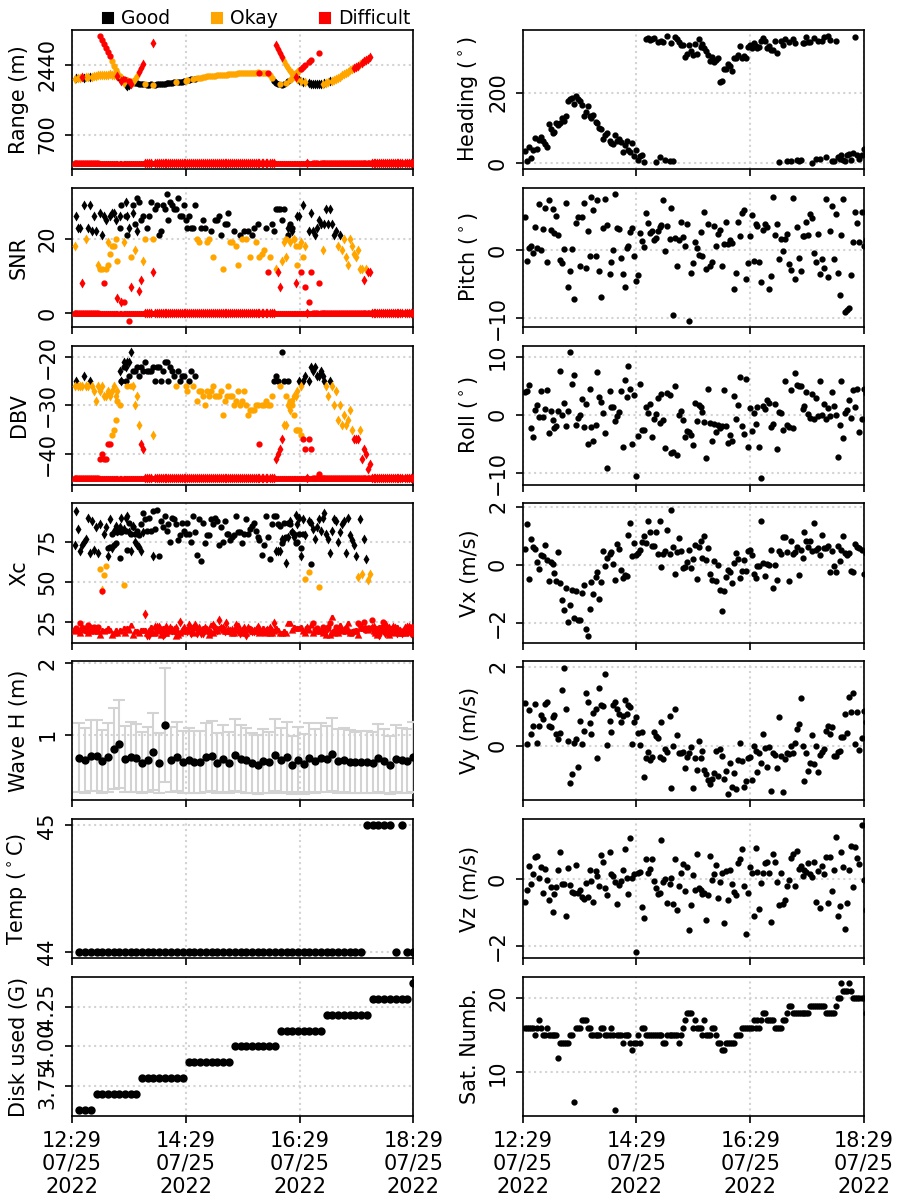 Good Okay Difficult
Range (m)
2440
700
Heading (°)
200
0
SNR
20
0
Pitch (°)
0
−10
DBV
−20
−30
−40
Roll (°)
10
0
−10
Xc
75
50
25
Vx (m/s)
2
0
−2
Wave H (m)
2
1
Vy (m/s)
2
0
Temp (°C)
45
44
Vz (m/s)
0
−2
Disk used (G)
4.25
4.00
3.75
Sat. Numb.
20
10
12:29 14:29 16:29 18:29
07/25 07/25 07/25 07/25
2022 2022 2022 2022
12:29 14:29 16:29 18:29
07/25 07/25 07/25 07/25
2022 2022 2022 2022